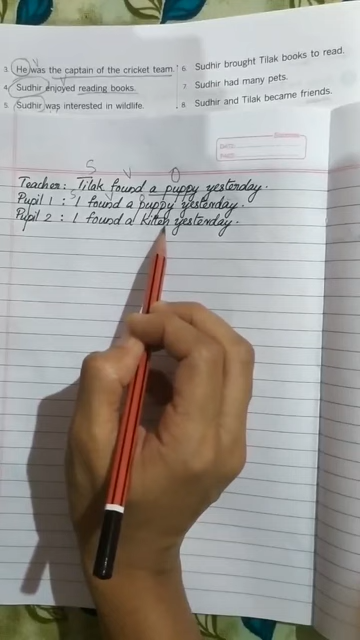 3. He was the captain of the cricket team.
4. Sudhir enjoyed reading books.
5. Sudhir was interested in wildlife.
6. Sudhir brought Tilak books to read.
7. Sudhir had many pets.
8. Sudhir and Tilak became friends.
S V O
Teacher : Tilak found a puppy yesterday.
Pupil 1 : I found a puppy yesterday.
Pupil 2 : I found a kitten yesterday.